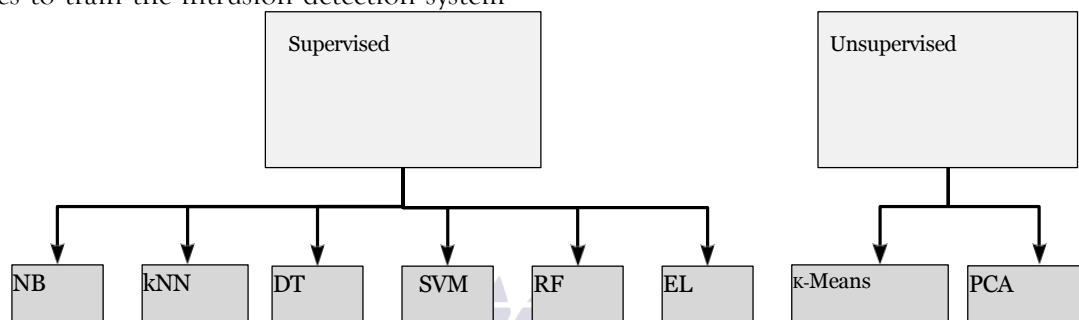 es to train the intrusion detection system
Supervised
Unsupervised
NB
kNN
DT
SVM
RF
EL
K-Means
PCA